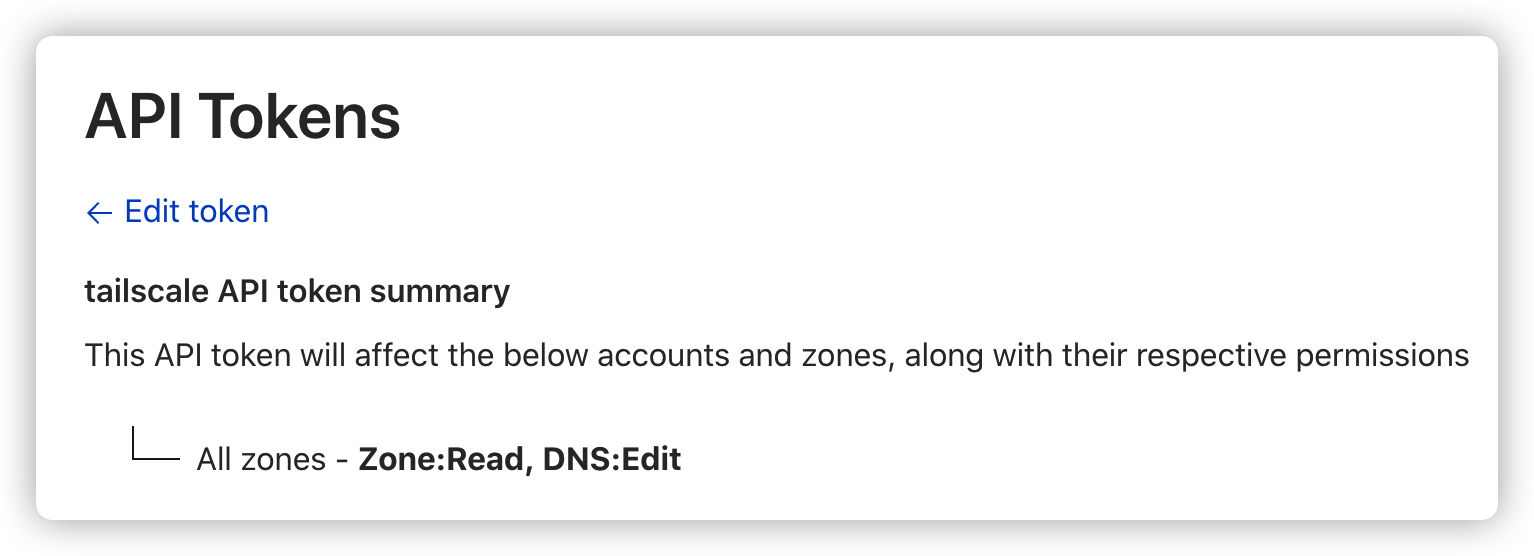 API Tokens
← Edit token
tailscale API token summary
This API token will affect the below accounts and zones, along with their respective permissions
All zones - Zone:Read, DNS:Edit